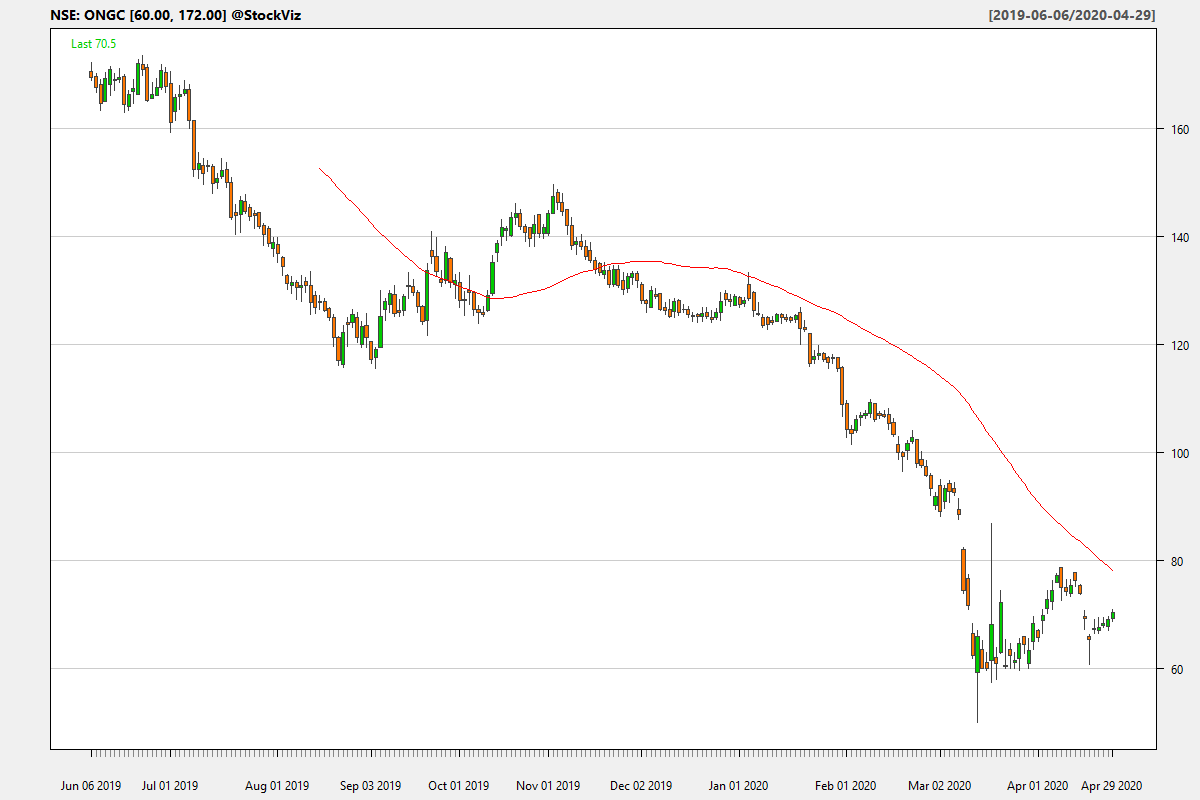 NSE: ONGC [60.00, 172.00] @StockViz [2019-06-06/2020-04-29]
Last 70.5
160
140
120
100
80
60
Jun 06 2019 Jul 01 2019 Aug 01 2019 Sep 03 2019 Oct 01 2019 Nov 01 2019 Dec 02 2019 Jan 01 2020 Feb 01 2020 Mar 02 2020 Apr 01 2020 Apr 29 2020